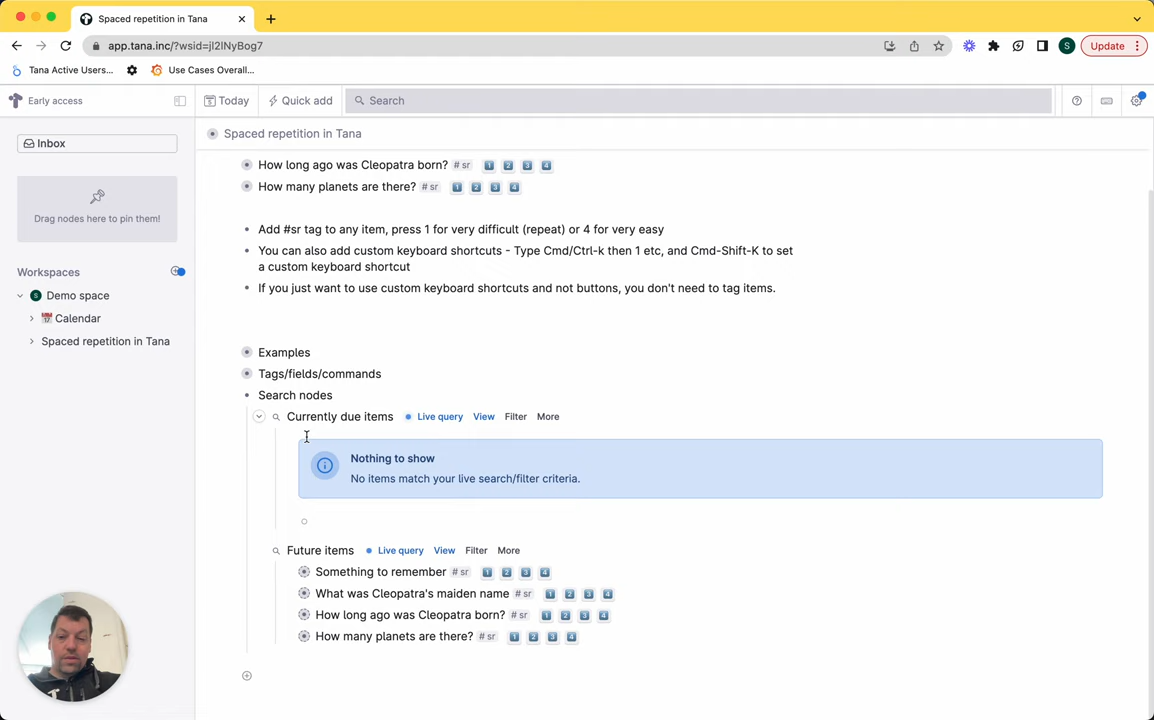 Spaced repetition in Tana
app.tana.inc/?wsid=jl2lNyBog7
Update
Tana Active Users...
Use Cases Overall...
Early access
Today
Quick add
Search
Inbox
Drag nodes here to pin them!
Workspaces
S Demo space
Calendar
Spaced repetition in Tana
Spaced repetition in Tana
How long ago was Cleopatra born? # sr 1 2 3 4
How many planets are there? # sr 1 2 3 4
Add #sr tag to any item, press 1 for very difficult (repeat) or 4 for very easy
You can also add custom keyboard shortcuts - Type Cmd/Ctrl-k then 1 etc, and Cmd-Shift-K to set
a custom keyboard shortcut
If you just want to use custom keyboard shortcuts and not buttons, you don't need to tag items.
Examples
Tags/fields/commands
Search nodes
Currently due items Live query View Filter More
Nothing to show
No items match your live search/filter criteria.
Future items Live query View Filter More
Something to remember # sr 1 2 3 4
What was Cleopatra's maiden name # sr 1 2 3 4
How long ago was Cleopatra born? # sr 1 2 3 4
How many planets are there? # sr 1 2 3 4